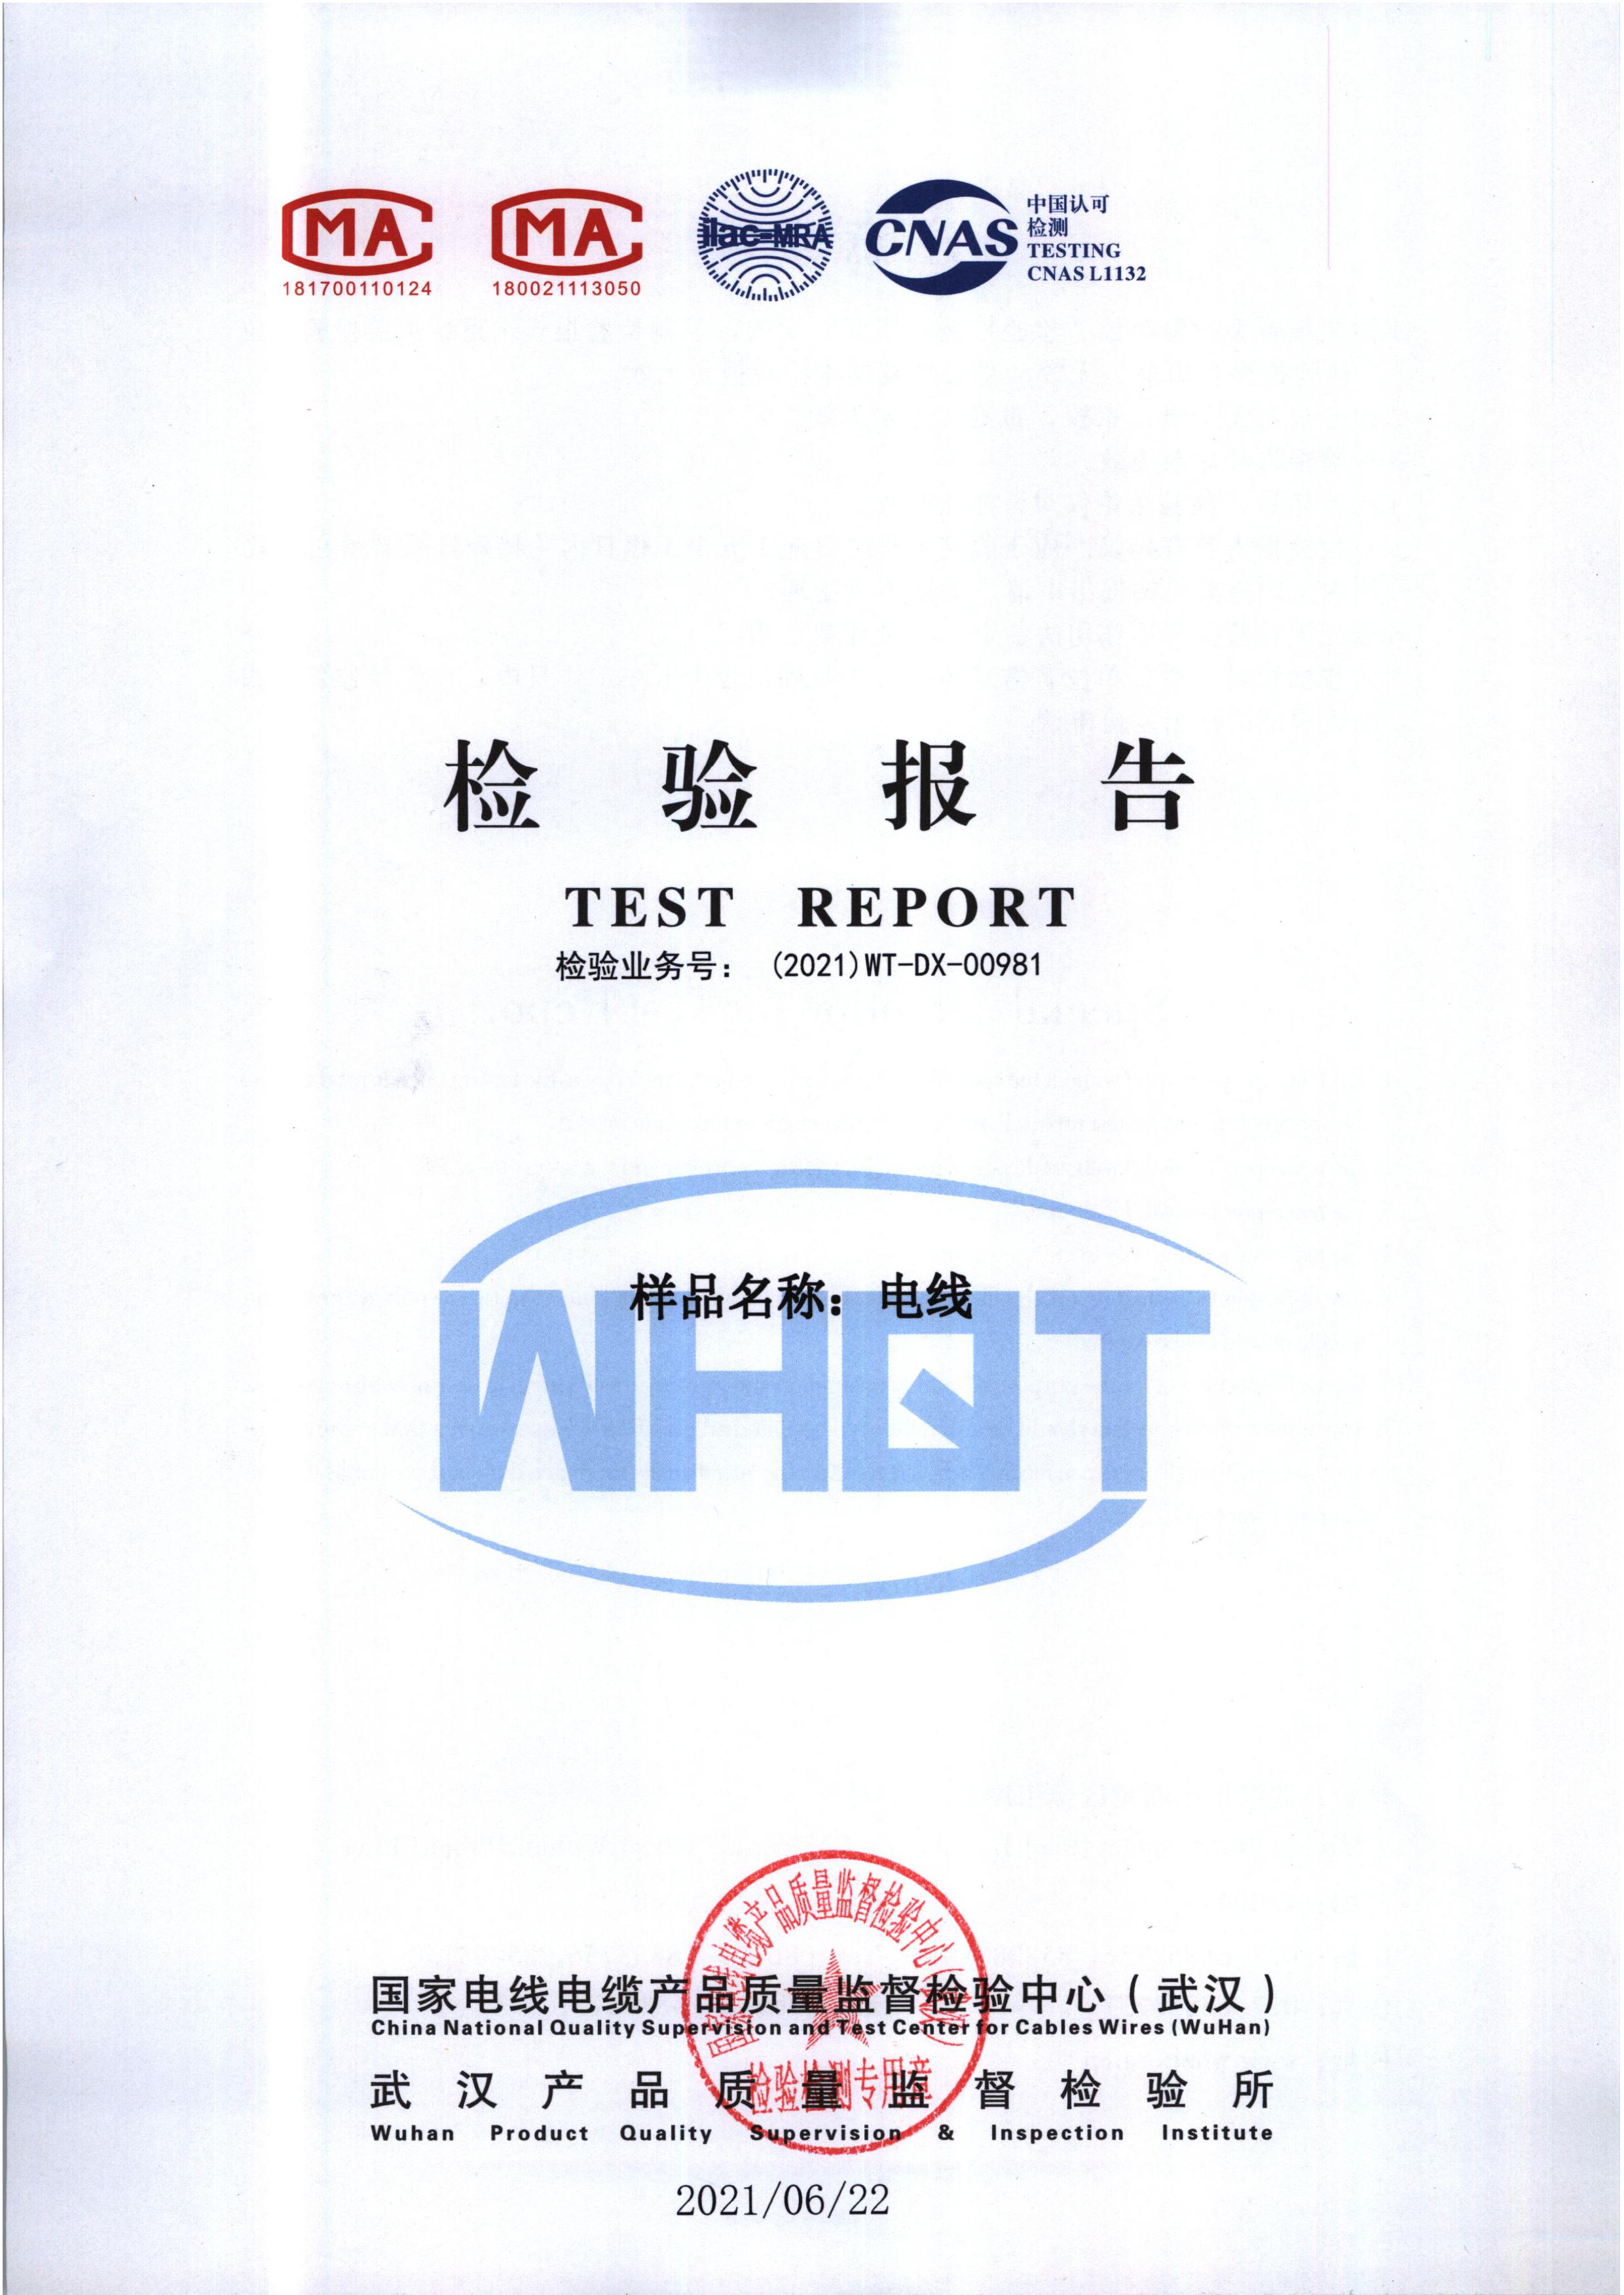 MA
181700110124
MA
180021113050
ilac-MRA
CNAS
中国认可
检测
TESTING
CNAS L1132
检 验 报 告
TEST REPORT
检验业务号： (2021)WT-DX-00981
样品名称：电线
WHQT
国家电线电缆产品质量监督检验中心（武汉）
China National Quality Supervision and Test Center for Cables Wires (WuHan)
武 汉 产 品 质 量 监 督 检 验 所
Wuhan Product Quality Supervision & Inspection Institute
国家电线电缆产品质量监督检验中心(武汉)
检验检测专用章
2021/06/22